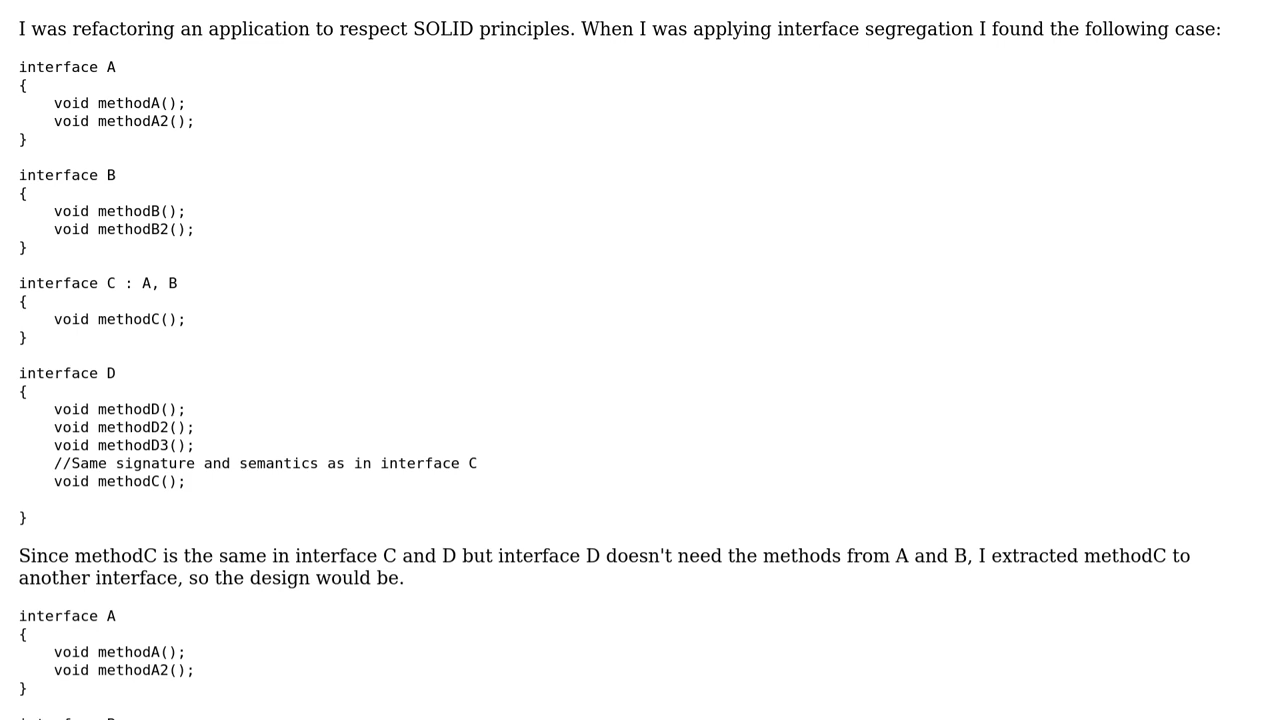 I was refactoring an application to respect SOLID principles. When I was applying interface segregation I found the following case:
interface A
{
    void methodA();
    void methodA2();
}
interface B
{
    void methodB();
    void methodB2();
}
interface C : A, B
{
    void methodC();
}
interface D
{
    void methodD();
    void methodD2();
    void methodD3();
    //Same signature and semantics as in interface C
    void methodC();
}
Since methodC is the same in interface C and D but interface D doesn't need the methods from A and B, I extracted methodC to
another interface, so the design would be.
interface A
{
    void methodA();
    void methodA2();
}